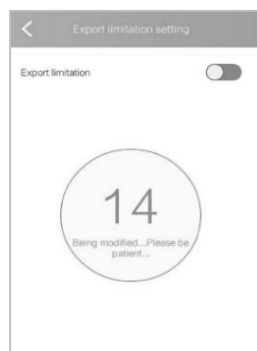 Export limitation setting
Export limitation
14
Being modified...Please be
patient...